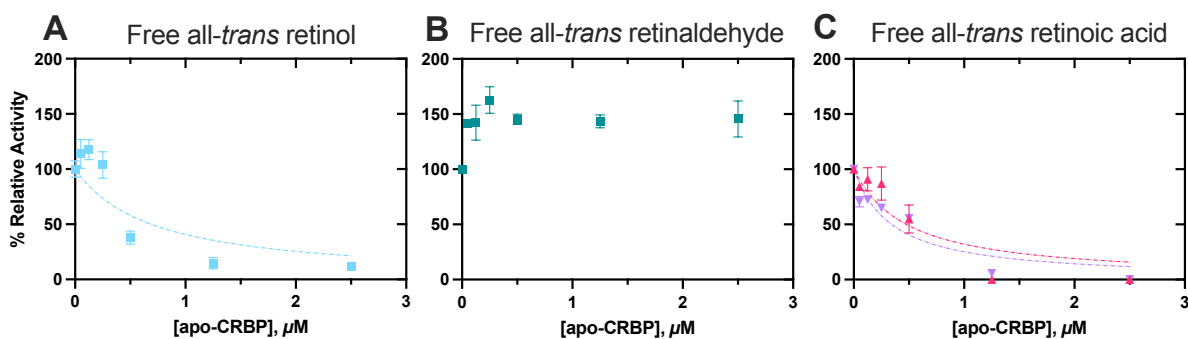 A Free all-trans retinol
200
150
100
50
0
% Relative Activity
0 1 2 3
[apo-CRBP], µM
B Free all-trans retinaldehyde
200
150
100
50
0
0 1 2 3
[apo-CRBP], µM
C Free all-trans retinoic acid
200
150
100
50
0
0 1 2 3
[apo-CRBP], µM